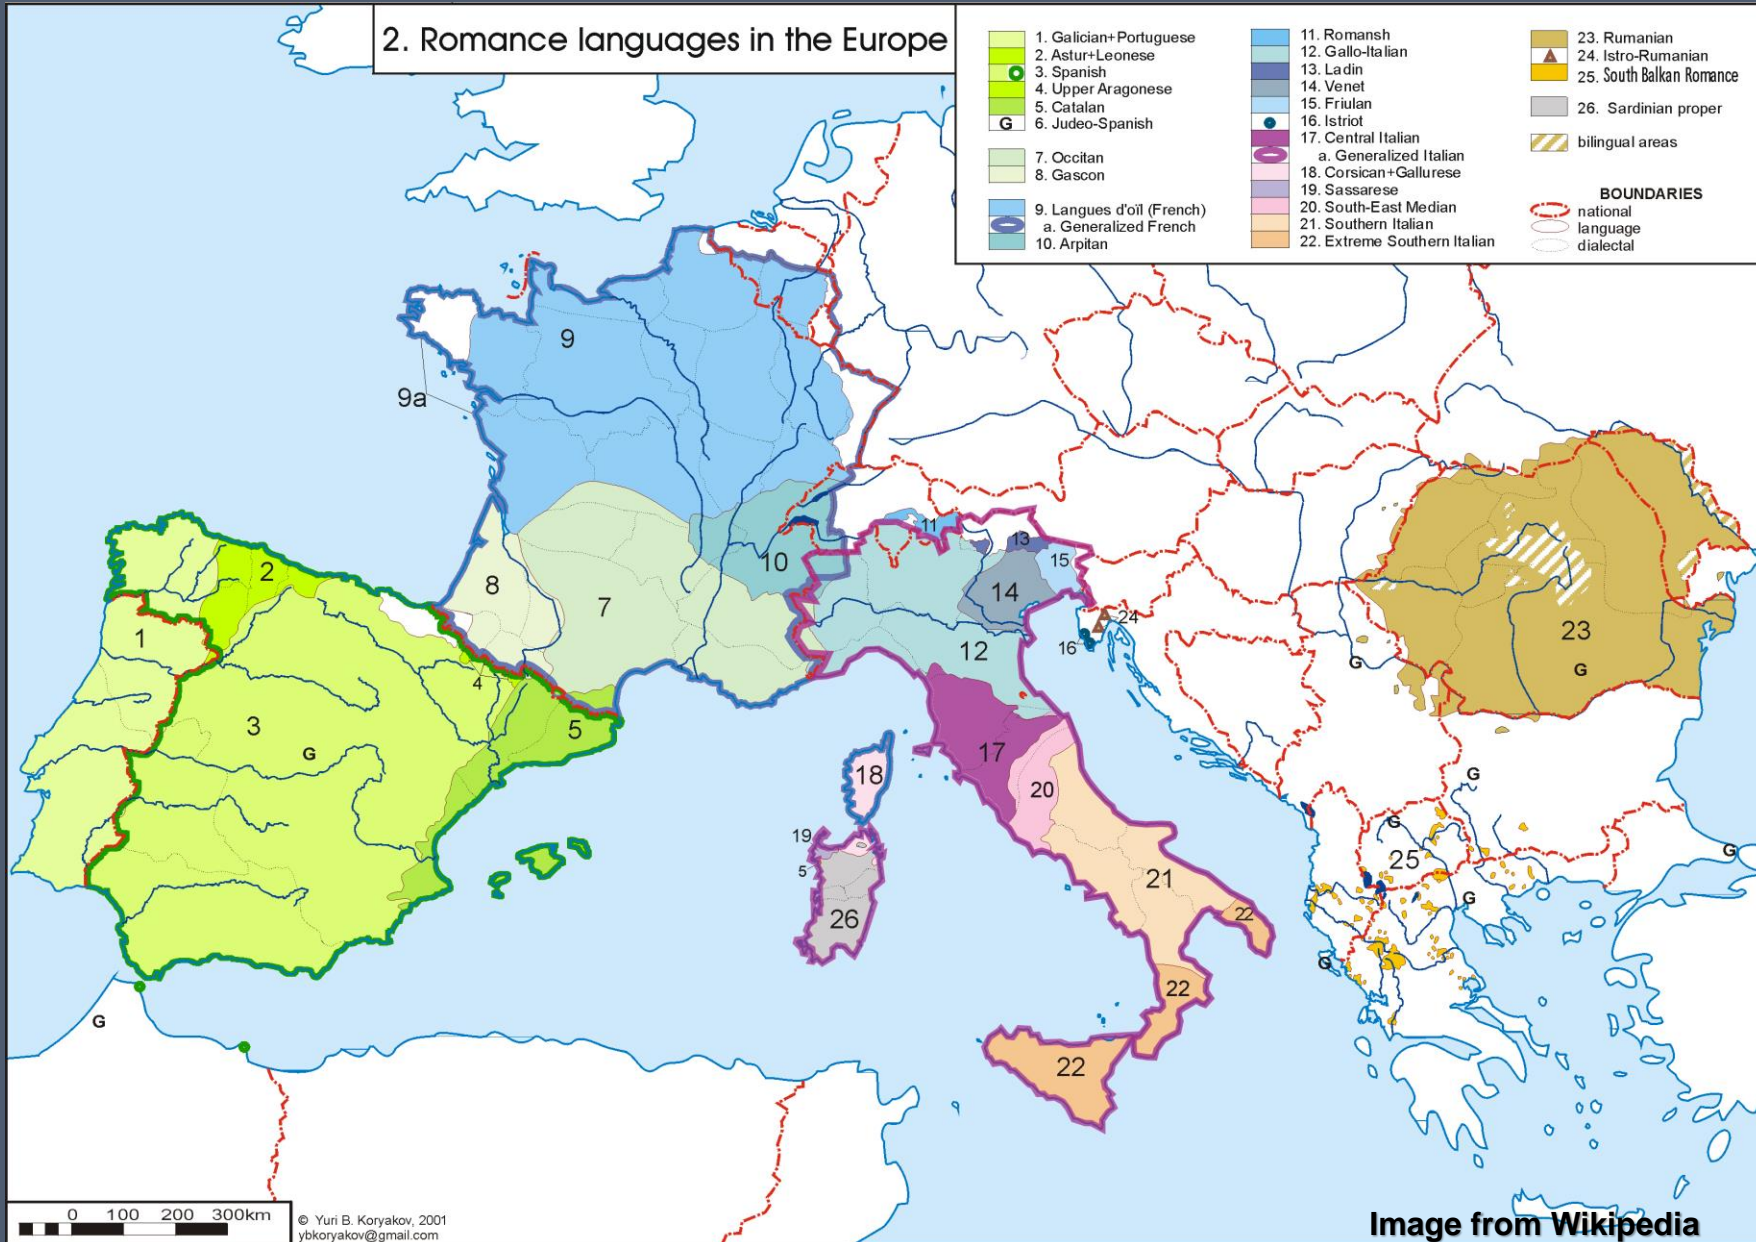 2. Romance languages in the Europe
1. Galician+Portuguese
2. Astur+Leonese
3. Spanish
4. Upper Aragonese
5. Catalan
G 6. Judeo-Spanish
7. Occitan
8. Gascon
9. Langues d'oïl (French)
a. Generalized French
10. Arpitan
11. Romansh
12. Gallo-Italian
13. Ladin
14. Venet
15. Friulan
16. Istriot
17. Central Italian
a. Generalized Italian
18. Corsican+Gallurese
19. Sassarese
20. South-East Median
21. Southern Italian
22. Extreme Southern Italian
23. Rumanian
24. Istro-Rumanian
25. South Balkan Romance
26. Sardinian proper
bilingual areas
BOUNDARIES
national
language
dialectal
9
9a
11
13
15
10
2
8
14
7
24
1
23
16
12
G
G
4
3
5
G
17
18
G
20
G
19
25
G
5
21
G
26
22
G
22
G
22
0 100 200 300km
© Yuri B. Koryakov, 2001
ybkoryakov@gmail.com
Image from Wikipedia